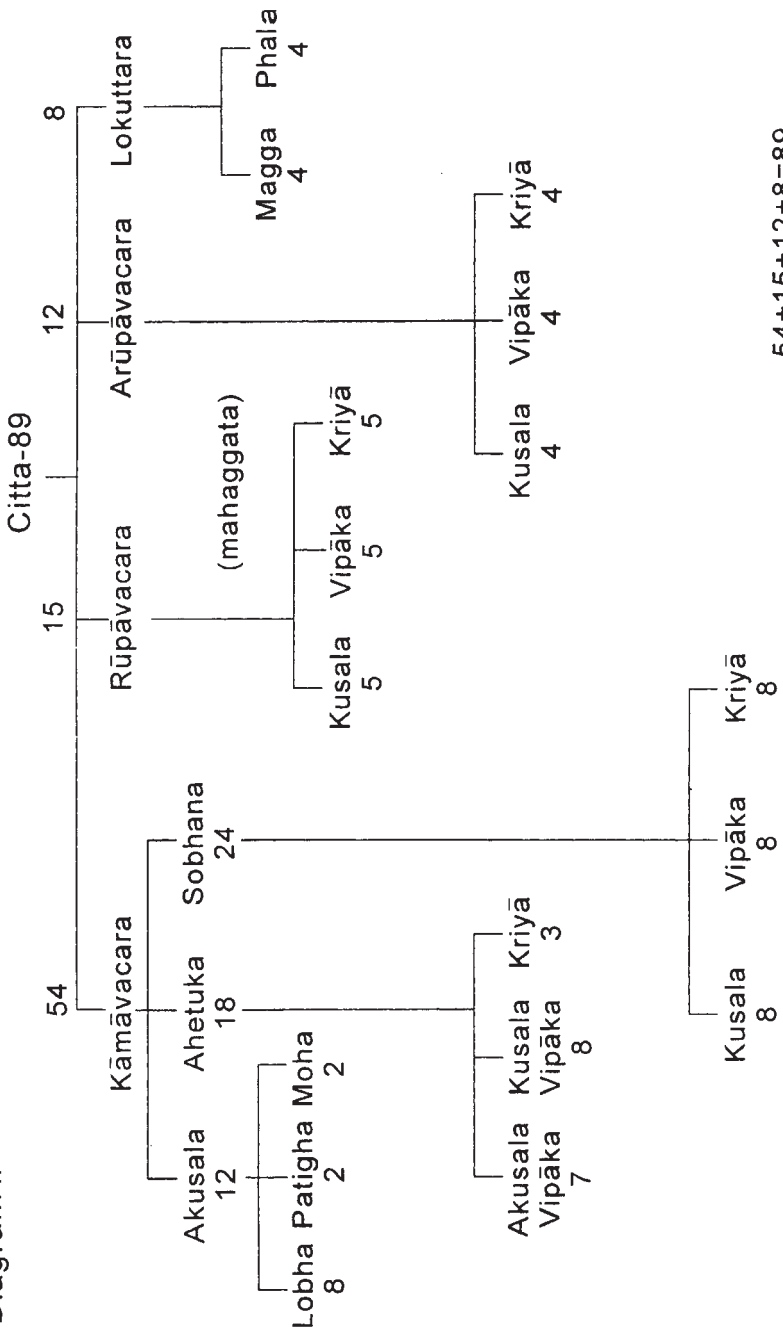 Citta-89
54 15 12 8
Kāmāvacara Rūpāvacara Arūpāvacara Lokuttara
Akusala Ahetuka Sobhana
12 18 24
(mahaggata)
Magga Phala
4 4
Lobha Patigha Moha
8 2 2
Kusala Vipāka Kriyā
5 5 5
Akusala Vipāka Kusala Vipāka Kriyā
7 8 3
Kusala Vipāka Kriyā
4 4 4
Kusala Vipāka Kriyā
8 8 8
54+15+12+8=89